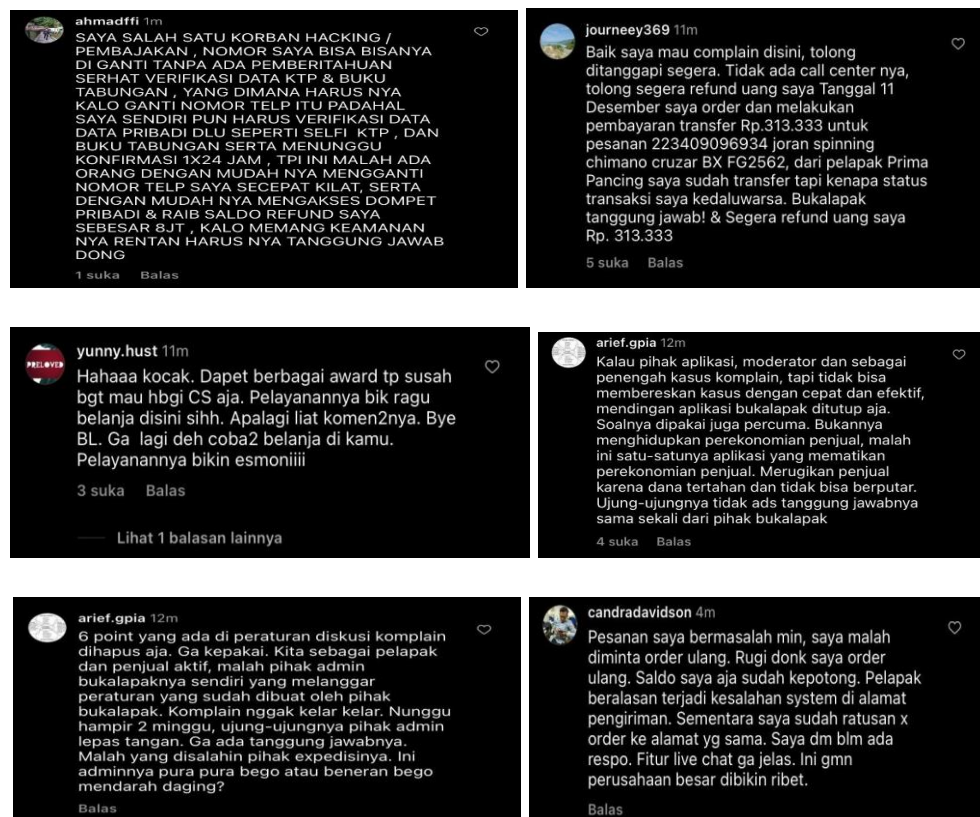 ahmadffi 1m
SAYA SALAH SATU KORBAN HACKING /
PEMBAJAKAN , NOMOR SAYA BISA BISANYA
DI GANTI TANPA ADA PEMBERITAHUAN
SERHAT VERIFIKASI DATA KTP & BUKU
TABUNGAN , YANG DIMANA HARUS NYA
KALO GANTI NOMOR TELP ITU PADAHAL
SAYA SENDIRI PUN HARUS VERIFIKASI DATA
DATA PRIBADI DLU SEPERTI SELFI KTP , DAN
BUKU TABUNGAN SERTA MENUNGGU
KONFIRMASI 1X24 JAM , TPI INI MALAH ADA
ORANG DENGAN MUDAH NYA MENGGANTI
NOMOR TELP SAYA SECEPAT KILAT, SERTA
DENGAN MUDAH NYA MENGAKSES DOMPET
PRIBADI & RAIB SALDO REFUND SAYA
SEBESAR 8JT , KALO MEMANG KEAMANAN
NYA RENTAN HARUS NYA TANGGUNG JAWAB
DONG
1 suka Balas
journeey369 11m
Baik saya mau complain disini, tolong
ditanggapi segera. Tidak ada call center nya,
tolong segera refund uang saya Tanggal 11
Desember saya order dan melakukan
pembayaran transfer Rp.313.333 untuk
pesanan 223409096934 joran spinning
chimano cruzar BX FG2562, dari pelapak Prima
Pancing saya sudah transfer tapi kenapa status
transaksi saya kedaluwarsa. Bukalapak
tanggung jawab! & Segera refund uang saya
Rp. 313.333
5 suka Balas
PRELOVED
yunny.hust 11m
Hahaaa kocak. Dapet berbagai award tp susah
bgt mau hbgi CS aja. Pelayanannya bik ragu
belanja disini sihh. Apalagi liat komen2nya. Bye
BL. Ga lagi deh coba2 belanja di kamu.
Pelayanannya bikin esmoniiii
3 suka Balas
Lihat 1 balasan lainnya
arief.gpia 12m
Kalau pihak aplikasi, moderator dan sebagai
penengah kasus komplain, tapi tidak bisa
membereskan kasus dengan cepat dan efektif,
mendingan aplikasi bukalapak ditutup aja.
Soalnya dipakai juga percuma. Bukannya
menghidupkan perekonomian penjual, malah
ini satu-satunya aplikasi yang mematikan
perekonomian penjual. Merugikan penjual
karena dana tertahan dan tidak bisa berputar.
Ujung-ujungnya tidak ads tanggung jawabnya
sama sekali dari pihak bukalapak
4 suka Balas
arief.gpia 12m
6 point yang ada di peraturan diskusi komplain
dihapus aja. Ga kepakai. Kita sebagai pelapak
dan penjual aktif, malah pihak admin
bukalapaknya sendiri yang melanggar
peraturan yang sudah dibuat oleh pihak
bukalapak. Komplain nggak kelar kelar. Nunggu
hampir 2 minggu, ujung-ujungnya pihak admin
lepas tangan. Ga ada tanggung jawabnya.
Malah yang disalahin pihak expedisinya. Ini
adminnya pura pura bego atau beneran bego
mendarah daging?
Balas
candradavidson 4m
Pesanan saya bermasalah min, saya malah
diminta order ulang. Rugi donk saya order
ulang. Saldo saya aja sudah kepotong. Pelapak
beralasan terjadi kesalahan system di alamat
pengiriman. Sementara saya sudah ratusan x
order ke alamat yg sama. Saya dm blm ada
respo. Fitur live chat ga jelas. Ini gmn
perusahaan besar dibikin ribet.
Balas